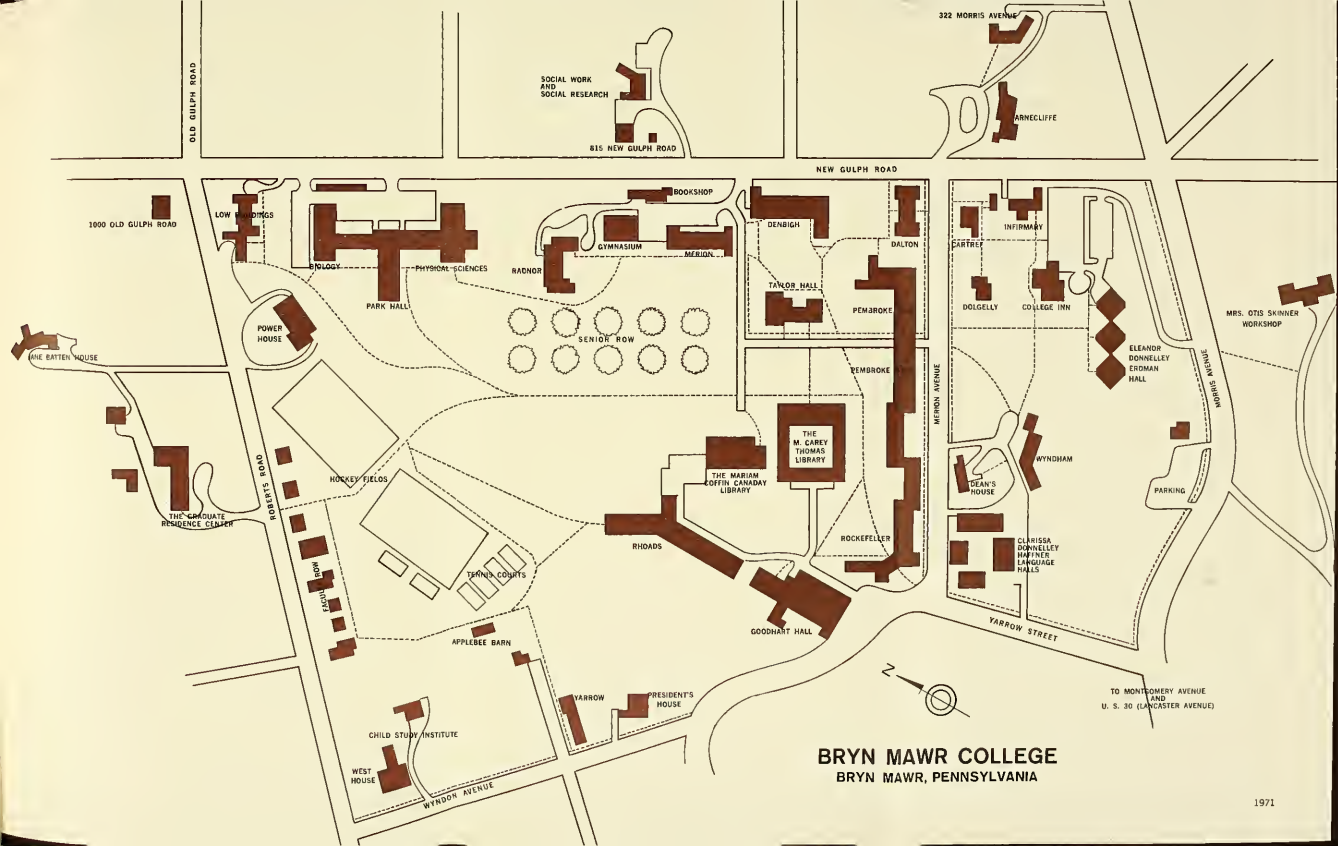 322 MORRIS AVENUE
OLD GULPH ROAD
SOCIAL WORK
AND
SOCIAL RESEARCH
ARNECLIFFE
815 NEW GULPH ROAD
NEW GULPH ROAD
1000 OLD GULPH ROAD
LOW BUILDINGS
BIOLOGY
PHYSICAL SCIENCES
PARK HALL
RADNOR
GYMNASIUM
BOOKSHOP
MERION
DENBIGH
DALTON
CARTREF
INFIRMARY
TAYLOR HALL
PEMBROKE
DOLGELLY
COLLEGE INN
MRS. OTIS SKINNER
WORKSHOP
POWER
HOUSE
SENIOR ROW
JANE BATTEN HOUSE
PEMBROKE
ELEANOR
DONNELLEY
ERDMAN
HALL
MERION AVENUE
MORRIS AVENUE
THE
M. CAREY
THOMAS
LIBRARY
THE MARIAM
COFFIN CANADAY
LIBRARY
WYNDHAM
DEAN'S
HOUSE
PARKING
HOCKEY FIELDS
ROBERTS ROAD
THE GRADUATE
RESIDENCE CENTER
RHOADS
ROCKEFELLER
CLARISSA
DONNELLEY
HAFFNER
LANGUAGE
HALLS
FACULTY ROW
TENNIS COURTS
APPLEBEE BARN
GOODHART HALL
YARROW STREET
YARROW
PRESIDENT'S
HOUSE
CHILD STUDY INSTITUTE
WEST
HOUSE
WYNDON AVENUE
N
TO MONTGOMERY AVENUE
AND
U. S. 30 (LANCASTER AVENUE)
BRYN MAWR COLLEGE
BRYN MAWR, PENNSYLVANIA
1971